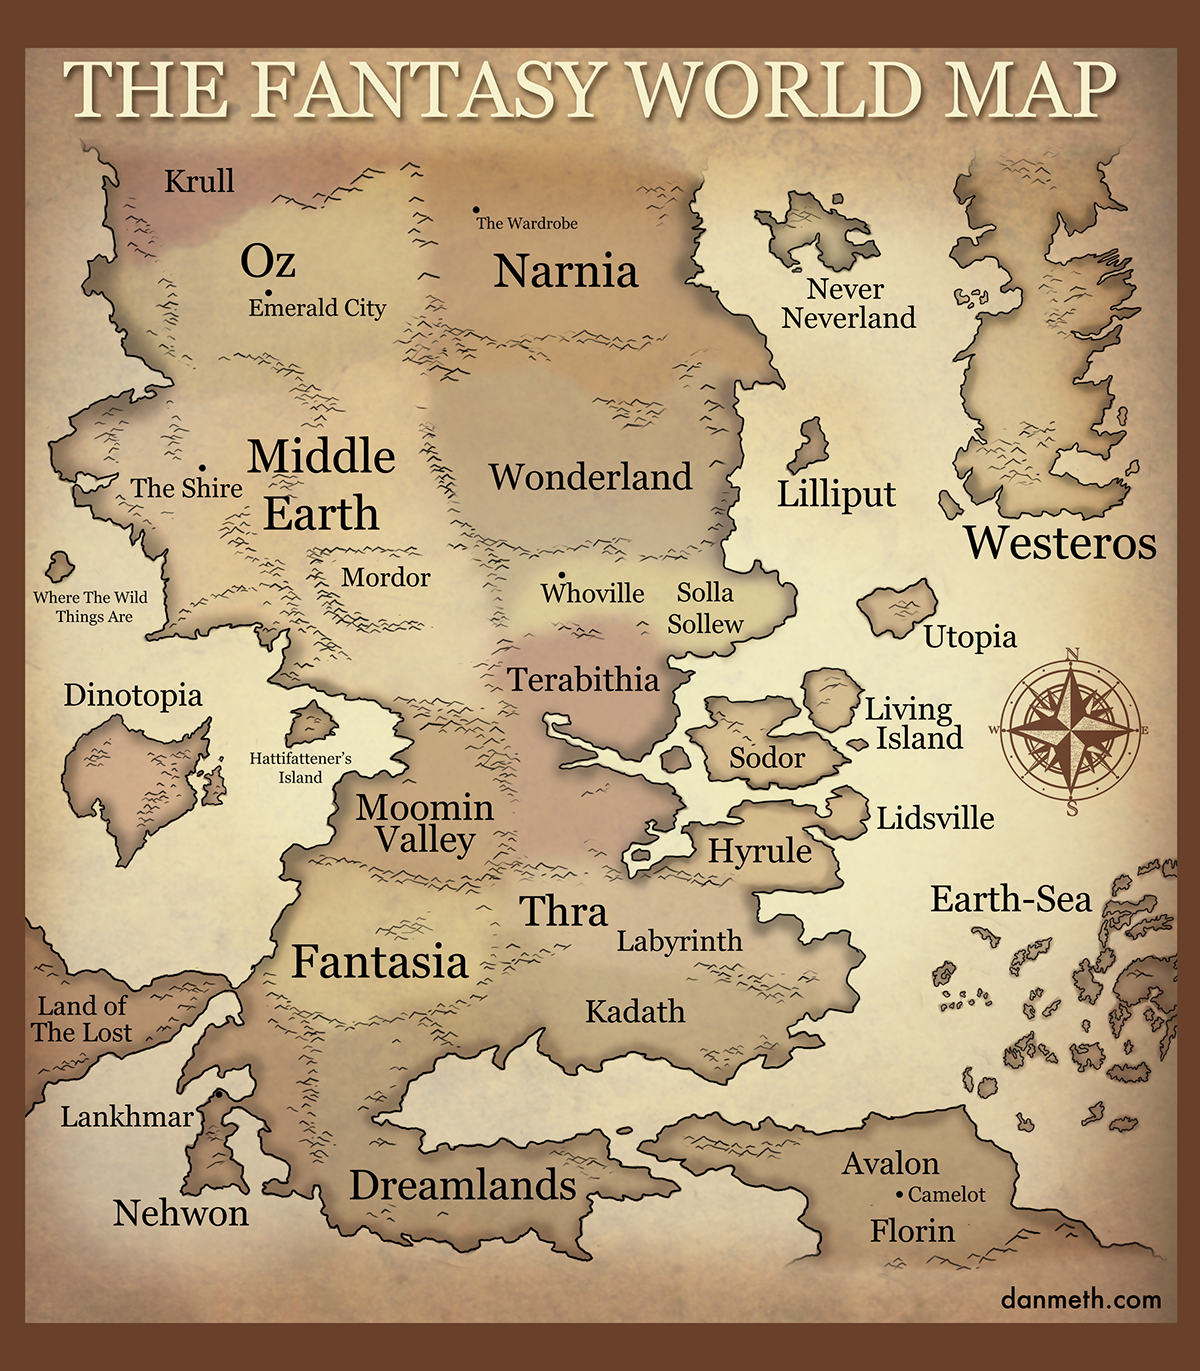 THE FANTASY WORLD MAP
Krull
The Wardrobe
Oz
Narnia
Emerald City
Never
Neverland
Middle
Earth
The Shire
Wonderland
Lilliput
Westeros
Mordor
Where The Wild
Things Are
Whoville
Solla
Sollew
Utopia
Terabithia
Dinotopia
Hattifattener's
Island
Living
Island
Sodor
N
W
E
S
Moomin
Valley
Lidsville
Hyrule
Earth-Sea
Thra
Labyrinth
Fantasia
Kadath
Land of
The Lost
Lankhmar
Nehwon
Dreamlands
Avalon
Camelot
Florin
danmeth.com